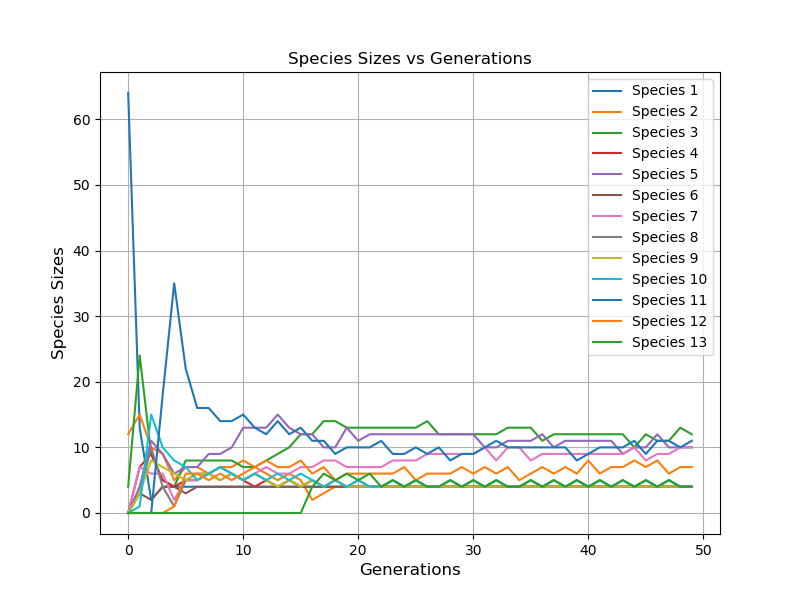 Species Sizes vs Generations
Species Sizes
60
50
40
30
20
10
0
0 10 20 30 40 50
Generations
Species 1
Species 2
Species 3
Species 4
Species 5
Species 6
Species 7
Species 8
Species 9
Species 10
Species 11
Species 12
Species 13